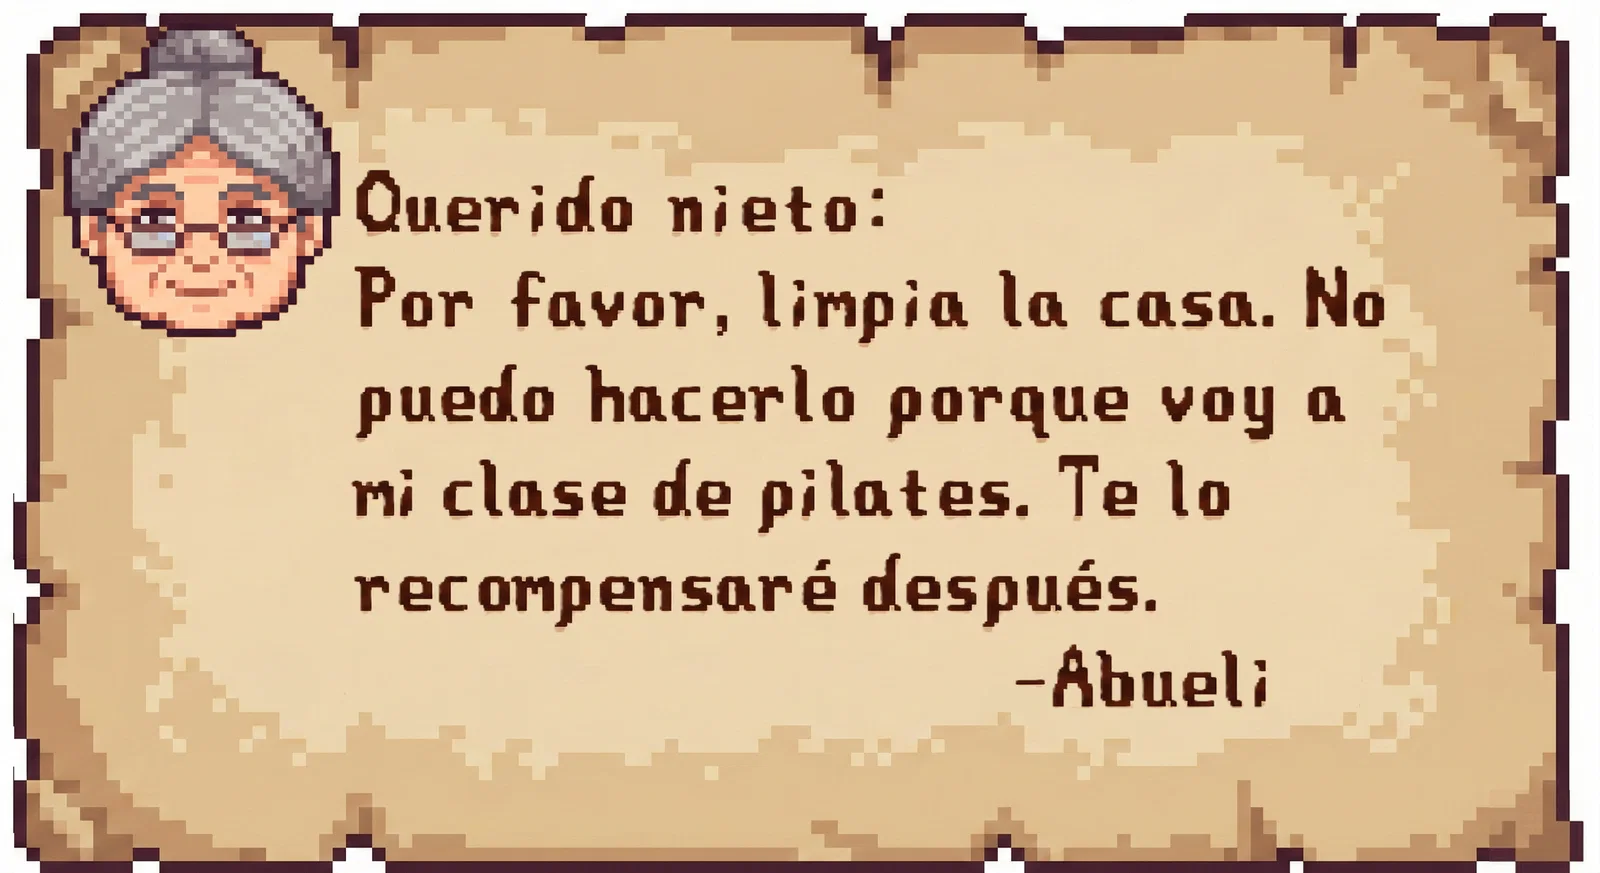 Querido nieto:
Por favor, limpia la casa. No
puedo hacerlo porque voy a
mi clase de pilates. Te lo
recompensaré después.
-Abueli